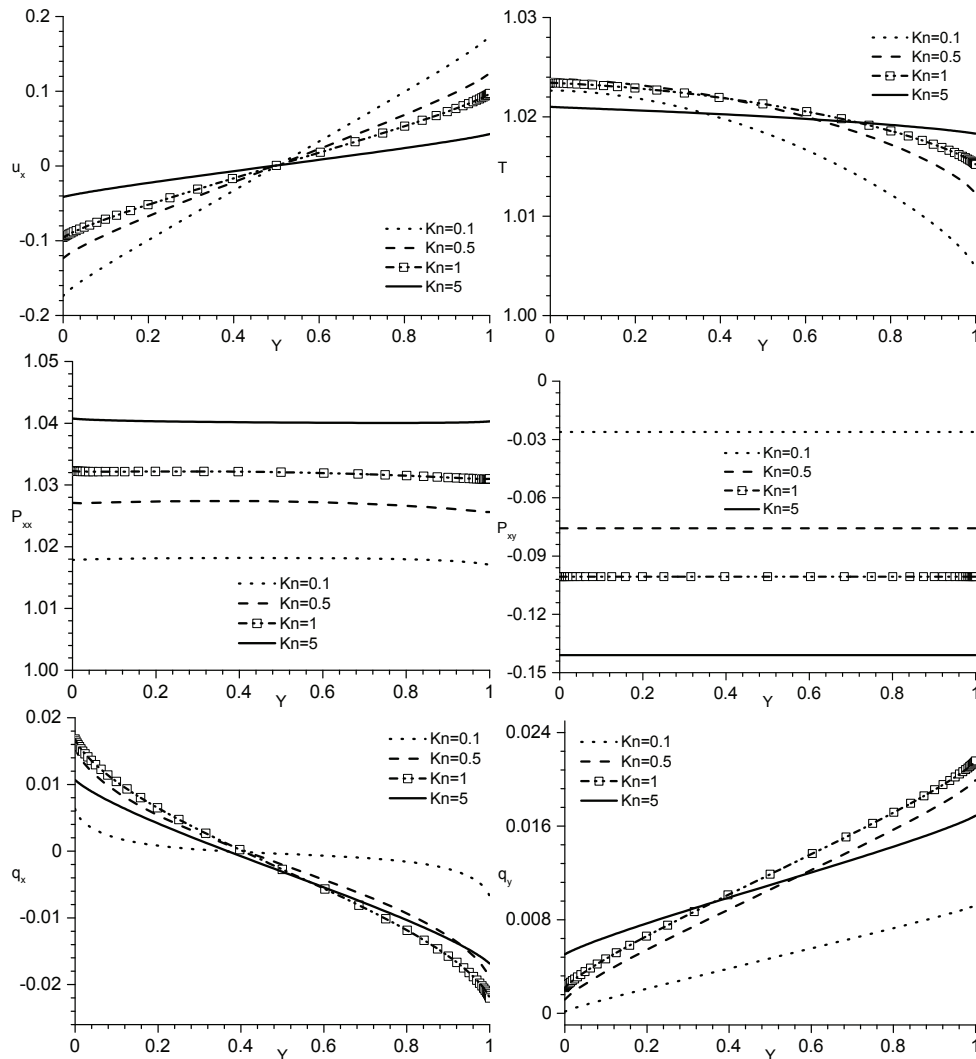 0.2
0.1
0
-0.1
-0.2
u_x
0 0.2 0.4 0.6 0.8 1
Y
Kn=0.1
Kn=0.5
Kn=1
Kn=5
1.03
1.02
1.01
1.00
T
0 0.2 0.4 0.6 0.8 1
Y
Kn=0.1
Kn=0.5
Kn=1
Kn=5
1.05
1.04
1.03
1.02
1.01
1.00
P_xx
0 0.2 0.4 0.6 0.8 1
Y
Kn=0.1
Kn=0.5
Kn=1
Kn=5
0
-0.03
-0.06
-0.09
-0.12
-0.15
P_xy
0 0.2 0.4 0.6 0.8 1
Y
Kn=0.1
Kn=0.5
Kn=1
Kn=5
0.02
0.01
0
-0.01
-0.02
q_x
0 0.2 0.4 0.6 0.8 1
Y
Kn=0.1
Kn=0.5
Kn=1
Kn=5
0.024
0.016
0.008
0
q_y
0 0.2 0.4 0.6 0.8 1
Y
Kn=0.1
Kn=0.5
Kn=1
Kn=5